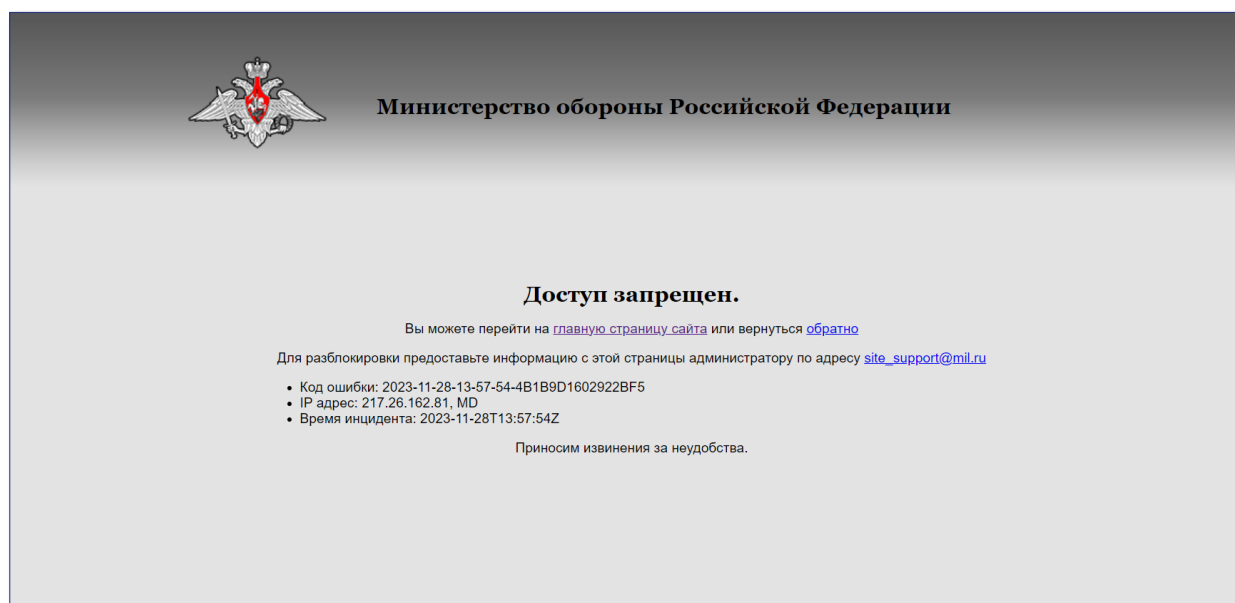 Министерство обороны Российской Федерации
Доступ запрещен.
Вы можете перейти на главную страницу сайта или вернуться обратно
Для разблокировки предоставьте информацию с этой страницы администратору по адресу site_support@mil.ru
• Код ошибки: 2023-11-28-13-57-54-4B1B9D1602922BF5
• IP адрес: 217.26.162.81, MD
• Время инцидента: 2023-11-28T13:57:54Z
Приносим извинения за неудобства.